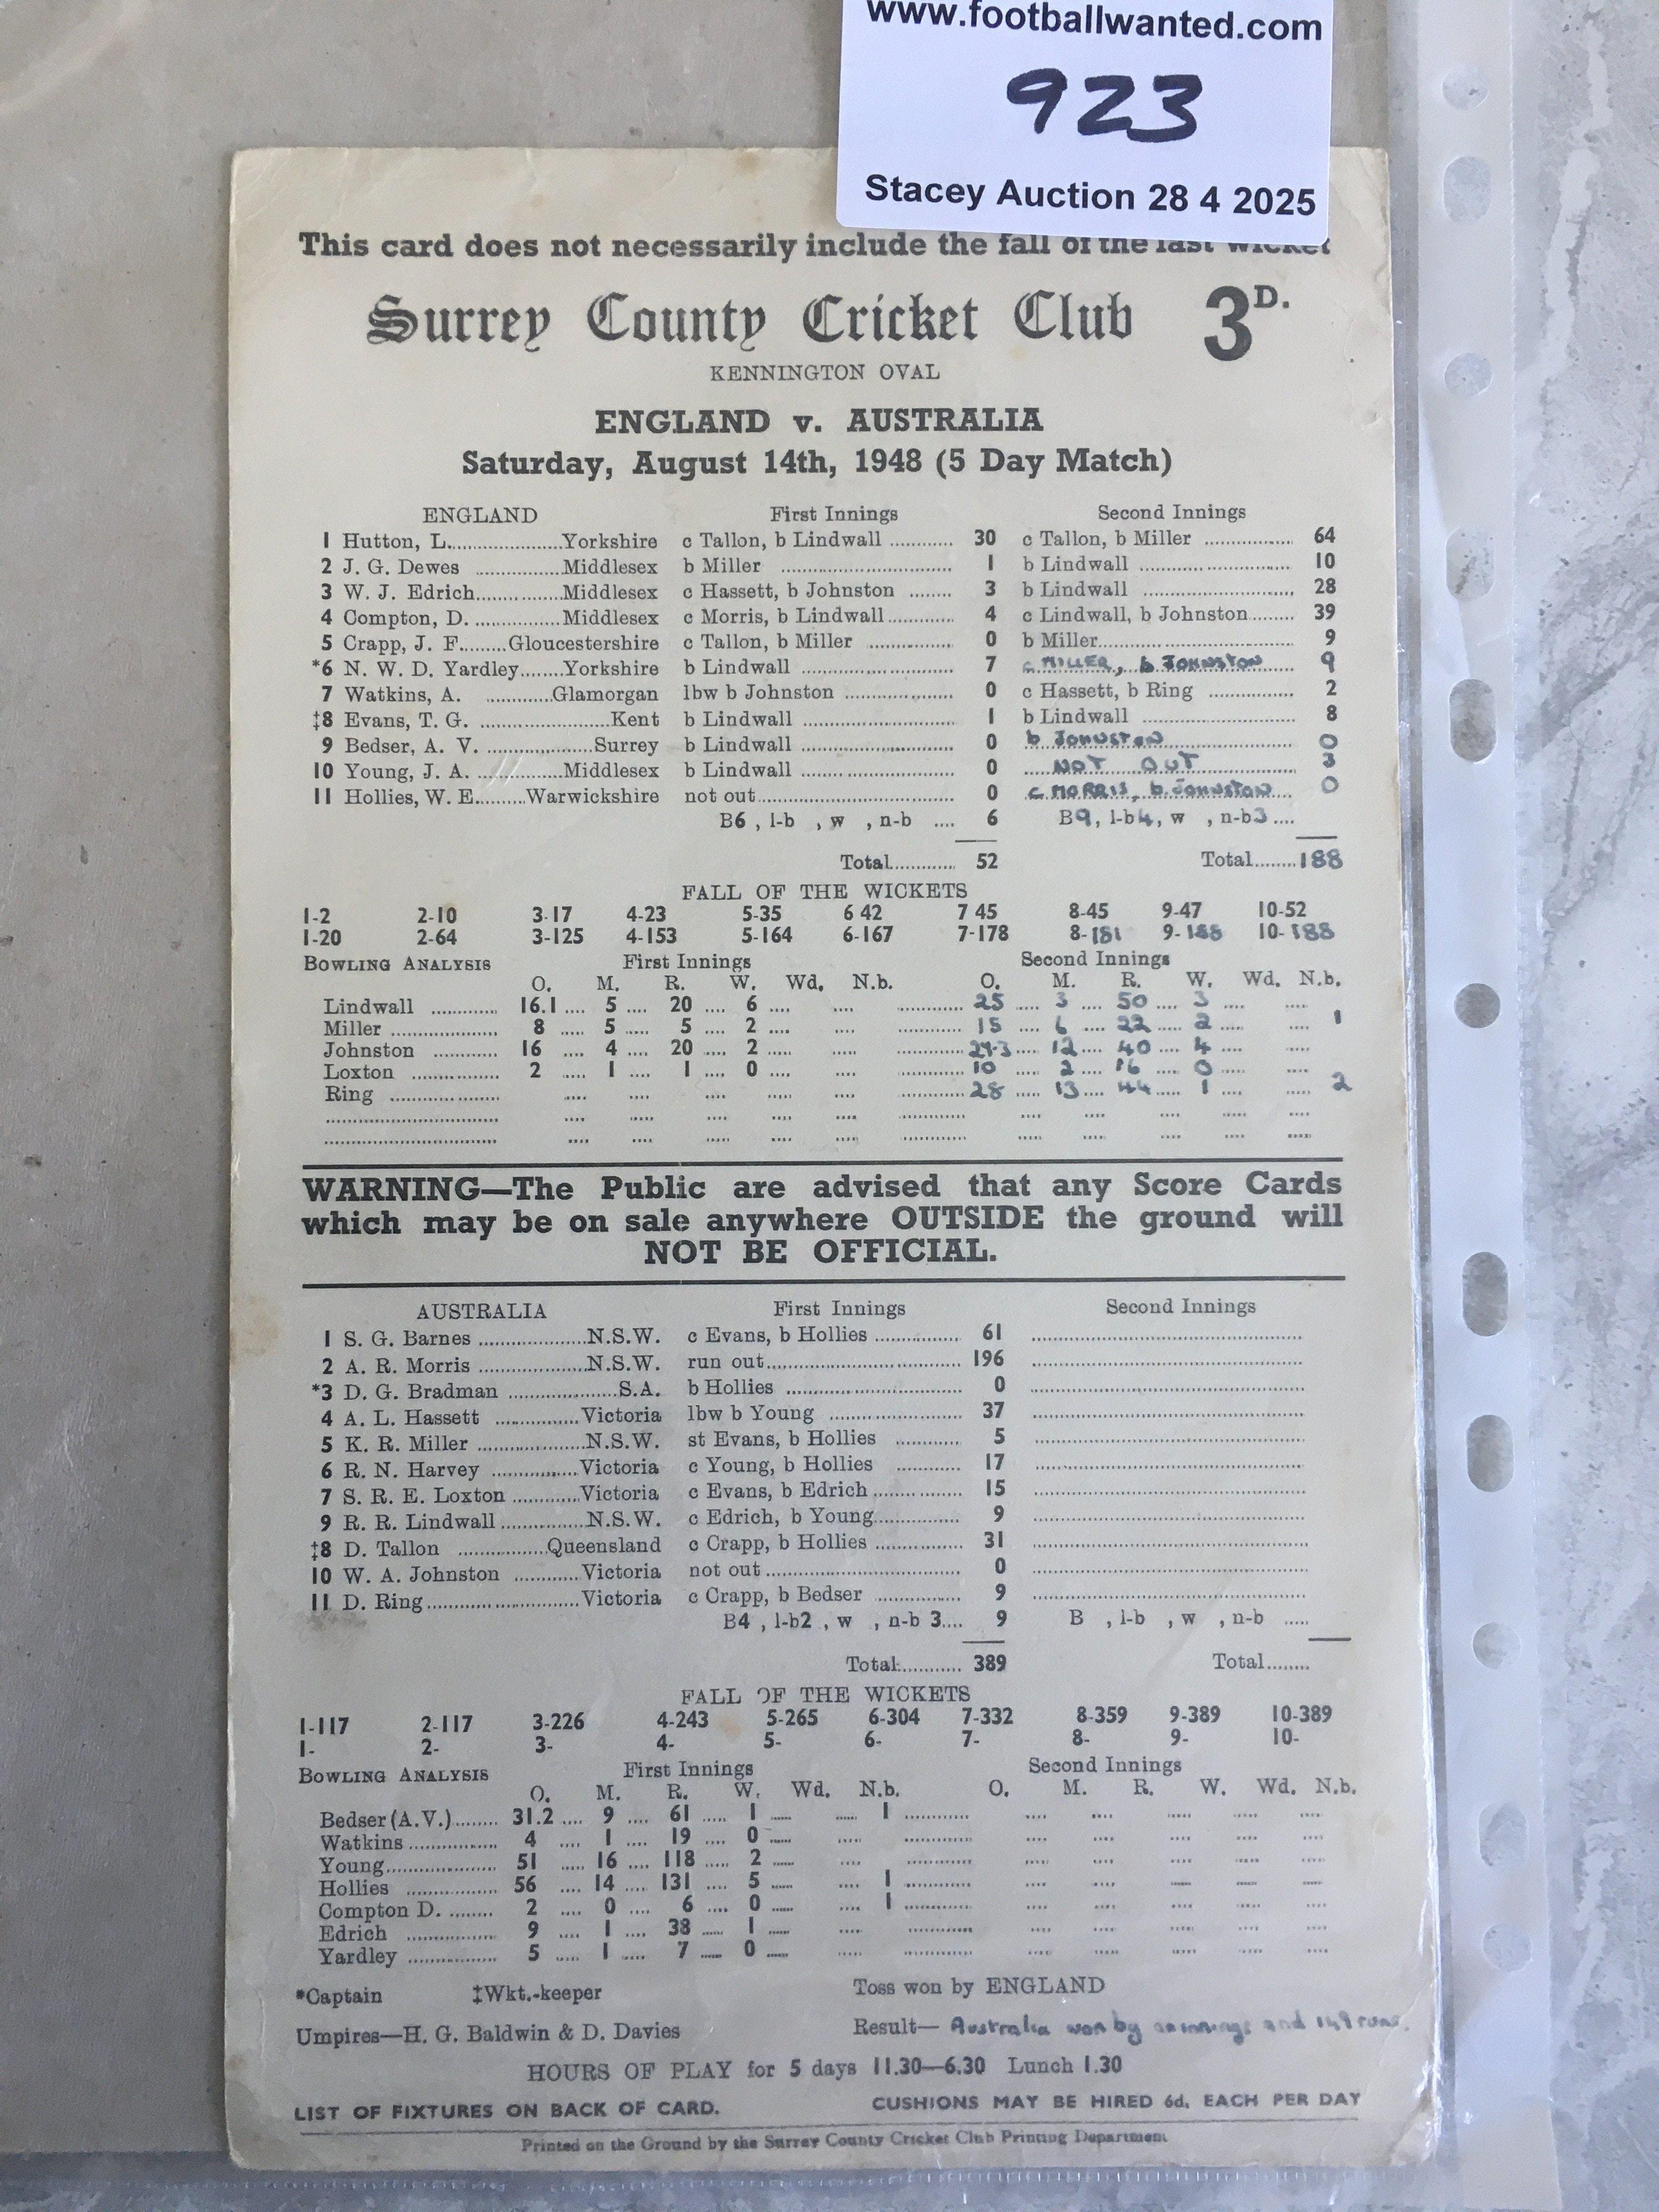 www.footballwanted.com
923
Stacey Auction 28 4 2025
This card does not necessarily include the fall of the last wicket
Surrey County Cricket Club 3D.
KENNINGTON OVAL
ENGLAND v. AUSTRALIA
Saturday, August 14th, 1948 (5 Day Match)
ENGLAND First Innings Second Innings
1 Hutton, L. Yorkshire c Tallon, b Lindwall 30 c Tallon, b Miller 64
2 J. G. Dewes Middlesex b Miller 1 b Lindwall 10
3 W. J. Edrich Middlesex c Hassett, b Johnston 3 b Lindwall 28
4 Compton, D. Middlesex c Morris, b Lindwall 4 c Lindwall, b Johnston 39
5 Crapp, J. F. Gloucestershire c Tallon, b Miller 0 b Miller 9
*6 N. W. D. Yardley Yorkshire b Lindwall 7 c MILLER, b JOHNSTON 9
7 Watkins, A. Glamorgan lbw b Johnston 0 c Hassett, b Ring 2
‡8 Evans, T. G. Kent b Lindwall 1 b Lindwall 8
9 Bedser, A. V. Surrey b Lindwall 0 b JOHNSTON 0
10 Young, J. A. Middlesex b Lindwall 0 NOT OUT 3
11 Hollies, W. E. Warwickshire not out 0 c MORRIS, b JOHNSTON 0
B6 , l-b , w , n-b 6 B9, l-b4, w , n-b3
Total 52 Total 188
FALL OF THE WICKETS
1-2 2-10 3-17 4-23 5-35 6 42 7 45 8-45 9-47 10-52
1-20 2-64 3-125 4-153 5-164 6-167 7-178 8-181 9-188 10-188
BOWLING ANALYSIS First Innings Second Innings
O. M. R. W. Wd. N.b. O. M. R. W. Wd. N.b.
Lindwall 16.1 5 20 6 25 3 50 3
Miller 8 5 5 2 15 6 22 2 1
Johnston 16 4 20 2 27.3 12 40 4
Loxton 2 1 1 0 10 2 16 0
Ring 28 13 44 1 2
WARNING—The Public are advised that any Score Cards
which may be on sale anywhere OUTSIDE the ground will
NOT BE OFFICIAL.
AUSTRALIA First Innings Second Innings
1 S. G. Barnes N.S.W. c Evans, b Hollies 61
2 A. R. Morris N.S.W. run out 196
*3 D. G. Bradman S.A. b Hollies 0
4 A. L. Hassett Victoria lbw b Young 37
5 K. R. Miller N.S.W. st Evans, b Hollies 5
6 R. N. Harvey Victoria c Young, b Hollies 17
7 S. R. E. Loxton Victoria c Evans, b Edrich 15
9 R. R. Lindwall N.S.W. c Edrich, b Young 9
‡8 D. Tallon Queensland c Crapp, b Hollies 31
10 W. A. Johnston Victoria not out 0
11 D. Ring Victoria c Crapp, b Bedser 9
B4 , l-b2 , w , n-b 3 9 B , l-b , w , n-b
Total 389 Total
FALL OF THE WICKETS
1-117 2-117 3-226 4-243 5-265 6-304 7-332 8-359 9-389 10-389
1- 2- 3- 4- 5- 6- 7- 8- 9- 10-
BOWLING ANALYSIS First Innings Second Innings
O. M. R. W. Wd. N.b. O. M. R. W. Wd. N.b.
Bedser (A.V.) 31.2 9 61 1 1
Watkins 4 1 19 0
Young 51 16 118 2
Hollies 56 14 131 5 1
Compton D. 2 0 6 0 1
Edrich 9 1 38 1
Yardley 5 1 7 0
*Captain ‡Wkt.-keeper Toss won by ENGLAND
Umpires—H. G. Baldwin & D. Davies Result— Australia won by an innings and 149 runs.
HOURS OF PLAY for 5 days 11.30—6.30 Lunch 1.30
LIST OF FIXTURES ON BACK OF CARD. CUSHIONS MAY BE HIRED 6d. EACH PER DAY
Printed on the Ground by the Surrey County Cricket Club Printing Department